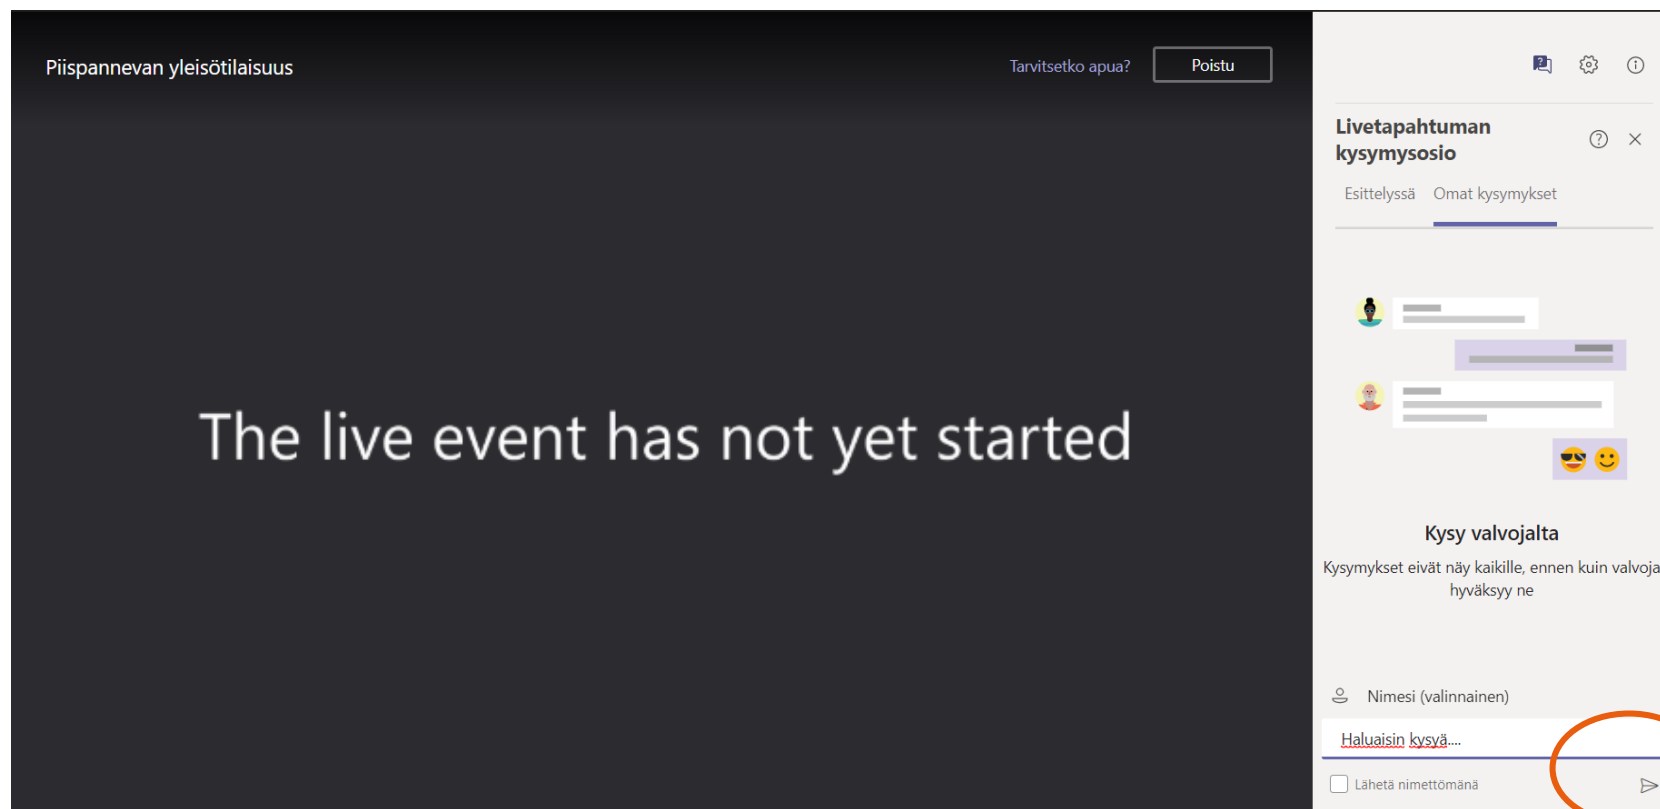 Piispannevan yleisötilaisuus
Tarvitsetko apua?
Poistu
The live event has not yet started
Livetapahtuman
kysymysosio
Esittelyssä
Omat kysymykset
Kysy valvojalta
Kysymykset eivät näy kaikille, ennen kuin valvoja
hyväksyy ne
Nimesi (valinnainen)
Haluaisin kysyä....
Lähetä nimettömänä